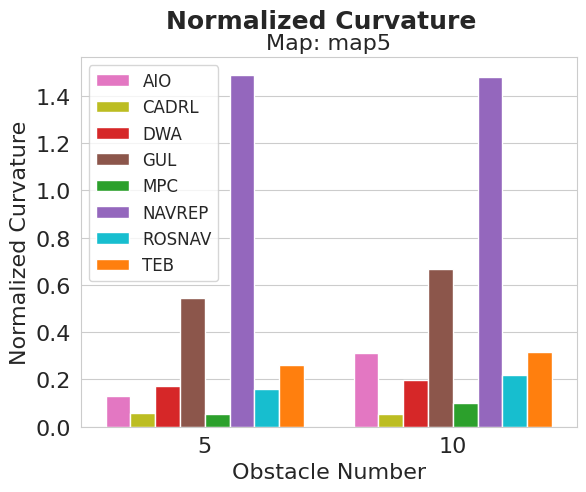 Normalized Curvature
Map: map5
Normalized Curvature
1.4
1.2
1.0
0.8
0.6
0.4
0.2
0.0
AIO
CADRL
DWA
GUL
MPC
NAVREP
ROSNAV
TEB
5
10
Obstacle Number